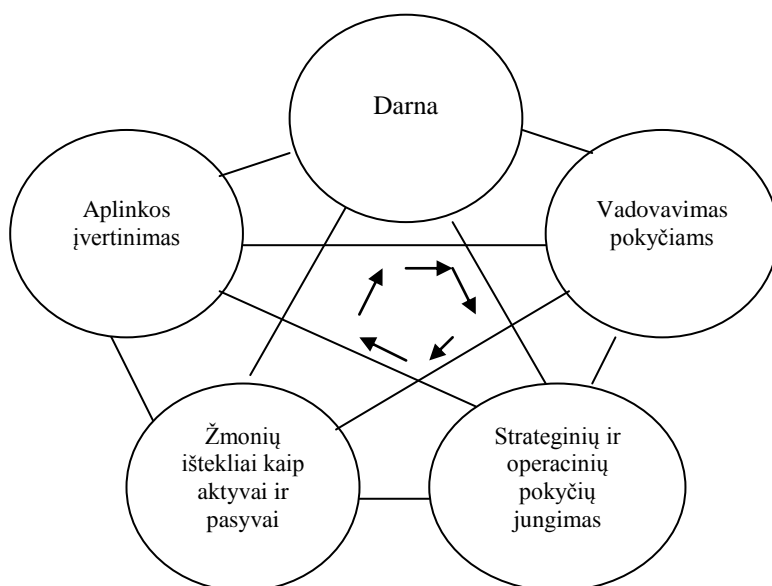 Darna
Aplinkos
įvertinimas
Vadovavimas
pokyčiams
Žmonių
ištekliai kaip
aktyvai ir
pasyvai
Strateginių ir
operacinių
pokyčių
jungimas